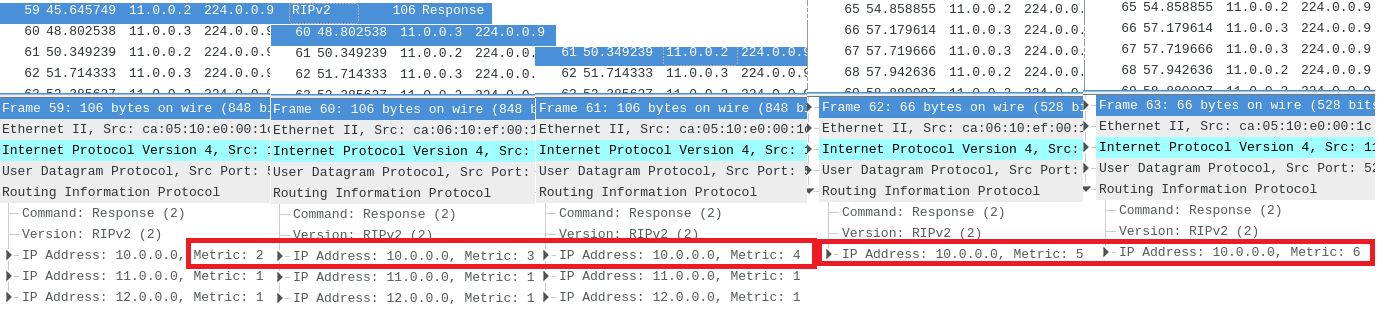 59 45.645749 11.0.0.2 224.0.0.9 RIPv2 106 Response
60 48.802538 11.0.0.3 224.0.0.9
61 50.349239 11.0.0.2 224.0.0.9
62 51.714333 11.0.0.3 224.0.0.9
Frame 59: 106 bytes on wire (848 bi
Ethernet II, Src: ca:05:10:e0:00:1c
Internet Protocol Version 4, Src:
User Datagram Protocol, Src Port: 5
Routing Information Protocol
Command: Response (2)
Version: RIPv2 (2)
IP Address: 10.0.0.0, Metric: 2
IP Address: 11.0.0.0, Metric: 1
IP Address: 12.0.0.0, Metric: 1
60 48.802538 11.0.0.3 224.0.0.9
61 50.349239 11.0.0.2 224.0.0.
62 51.714333 11.0.0.3 224.0.0.
Frame 60: 106 bytes on wire (848 b
Ethernet II, Src: ca:06:10:ef:00:1
Internet Protocol Version 4, Src:
User Datagram Protocol, Src Port:
Routing Information Protocol
Command: Response (2)
Version: RIPv2 (2)
IP Address: 10.0.0.0, Metric: 3
IP Address: 11.0.0.0, Metric: 1
IP Address: 12.0.0.0, Metric: 1
61 50.349239 11.0.0.2 224.0.0.9
62 51.714333 11.0.0.3 224.0.0.9
Frame 61: 106 bytes on wire (848 b
Ethernet II, Src: ca:05:10:e0:00:1c
Internet Protocol Version 4, Src: 1
User Datagram Protocol, Src Port: 5
Routing Information Protocol
Command: Response (2)
Version: RIPv2 (2)
IP Address: 10.0.0.0, Metric: 4
IP Address: 11.0.0.0, Metric: 1
IP Address: 12.0.0.0, Metric: 1
65 54.858855 11.0.0.2 224.0.0.
66 57.179614 11.0.0.3 224.0.0.
67 57.719666 11.0.0.3 224.0.0.
68 57.942636 11.0.0.2 224.0.0.
Frame 62: 66 bytes on wire (528 bi
Ethernet II, Src: ca:06:10:ef:00:1
Internet Protocol Version 4, Src:
User Datagram Protocol, Src Port:
Routing Information Protocol
Command: Response (2)
Version: RIPv2 (2)
IP Address: 10.0.0.0, Metric: 5
65 54.858855 11.0.0.2 224.0.0.9
66 57.179614 11.0.0.3 224.0.0.9
67 57.719666 11.0.0.3 224.0.0.9
68 57.942636 11.0.0.2 224.0.0.9
Frame 63: 66 bytes on wire (528 bits
Ethernet II, Src: ca:05:10:e0:00:1c
Internet Protocol Version 4, Src: 11
User Datagram Protocol, Src Port: 52
Routing Information Protocol
Command: Response (2)
Version: RIPv2 (2)
IP Address: 10.0.0.0, Metric: 6